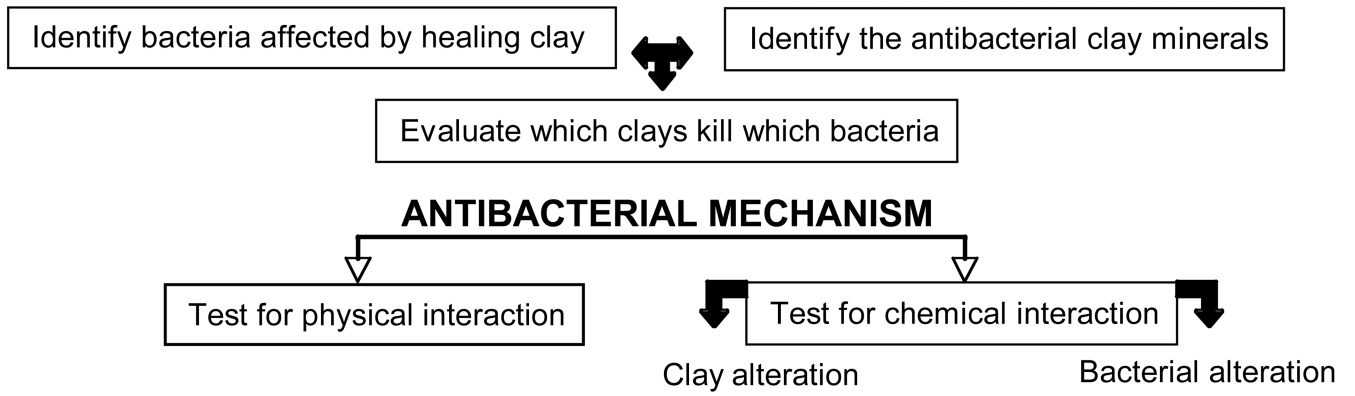 Identify bacteria affected by healing clay
Identify the antibacterial clay minerals
Evaluate which clays kill which bacteria
ANTIBACTERIAL MECHANISM
Test for physical interaction
Test for chemical interaction
Clay alteration
Bacterial alteration